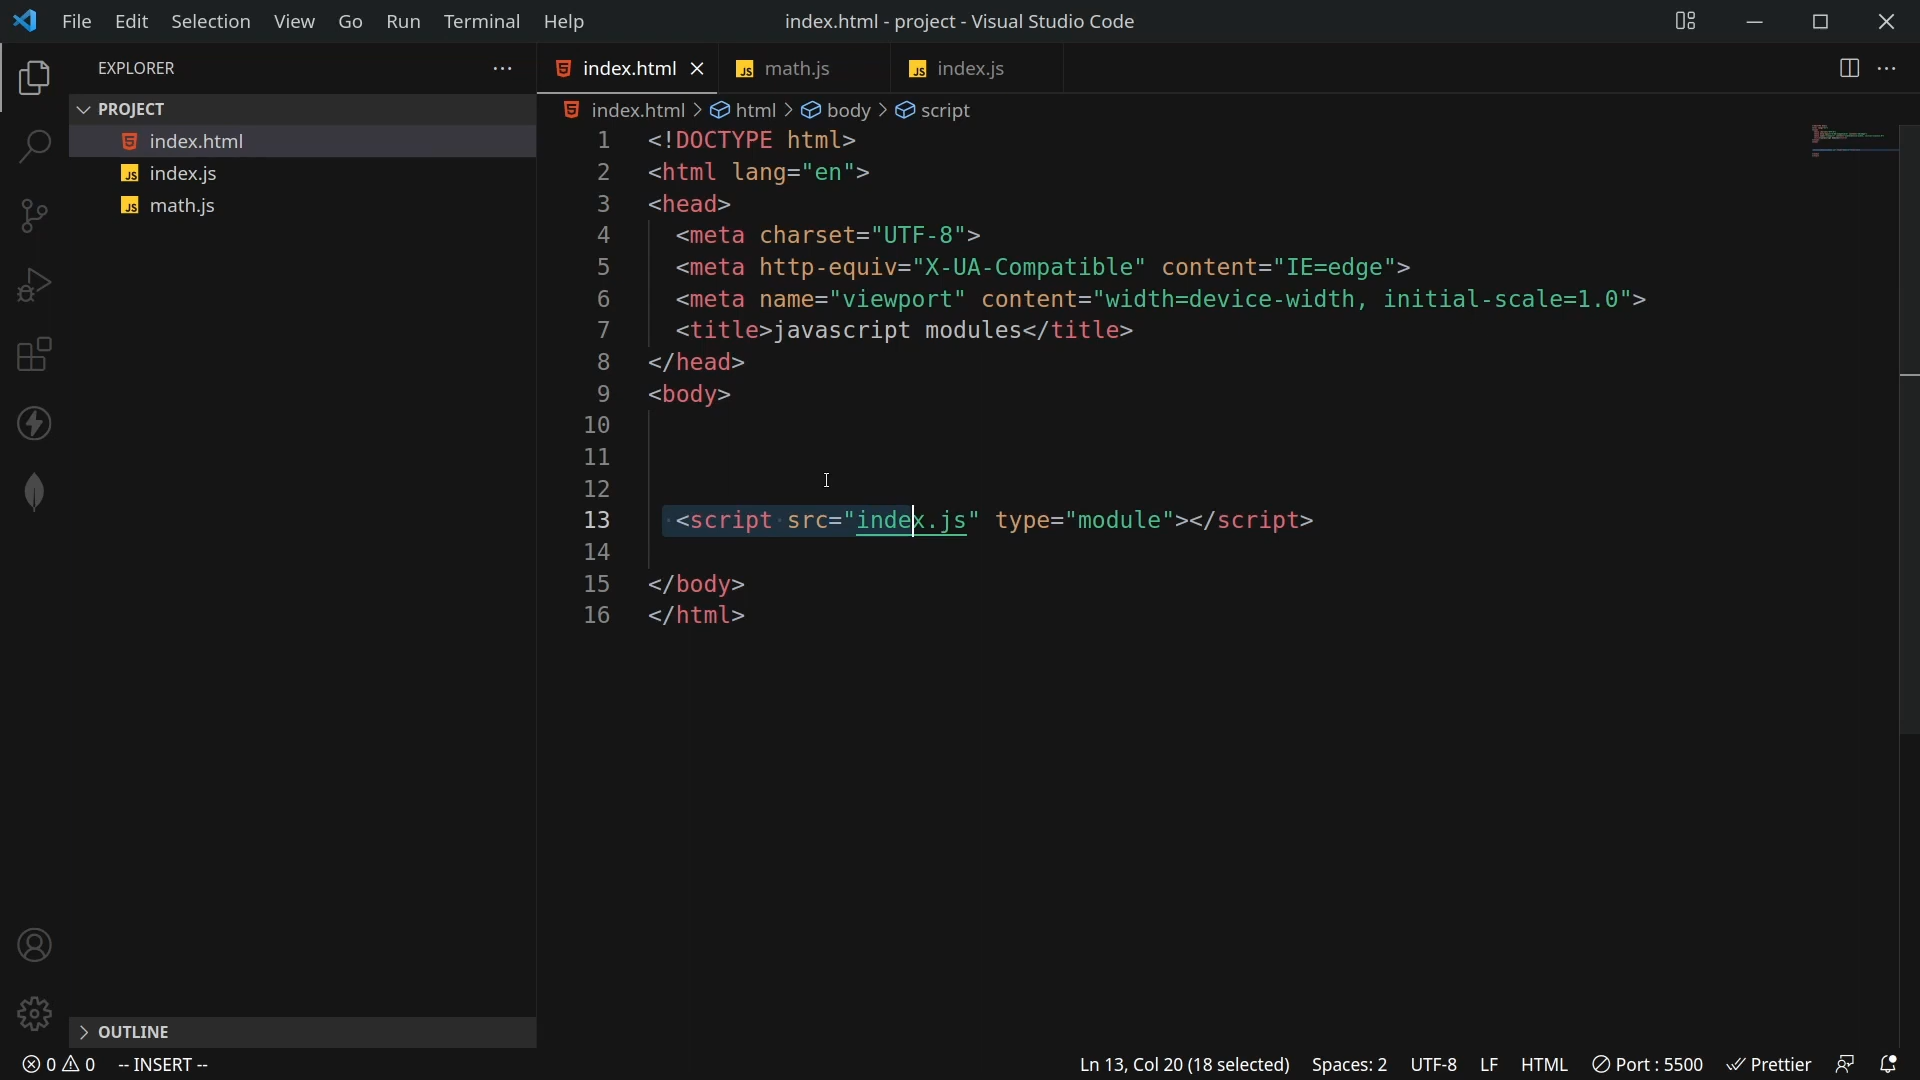 File Edit Selection View Go Run Terminal Help
index.html - project - Visual Studio Code
EXPLORER
PROJECT
index.html
index.js
math.js
OUTLINE
index.html
math.js
index.js
index.html > html > body > script
1 <!DOCTYPE html>
2 <html lang="en">
3 <head>
4 <meta charset="UTF-8">
5 <meta http-equiv="X-UA-Compatible" content="IE=edge">
6 <meta name="viewport" content="width=device-width, initial-scale=1.0">
7 <title>javascript modules</title>
8 </head>
9 <body>
10
11
12
13 <script src="index.js" type="module"></script>
14
15 </body>
16 </html>
0 0 -- INSERT -- Ln 13, Col 20 (18 selected) Spaces: 2 UTF-8 LF HTML Port : 5500 Prettier